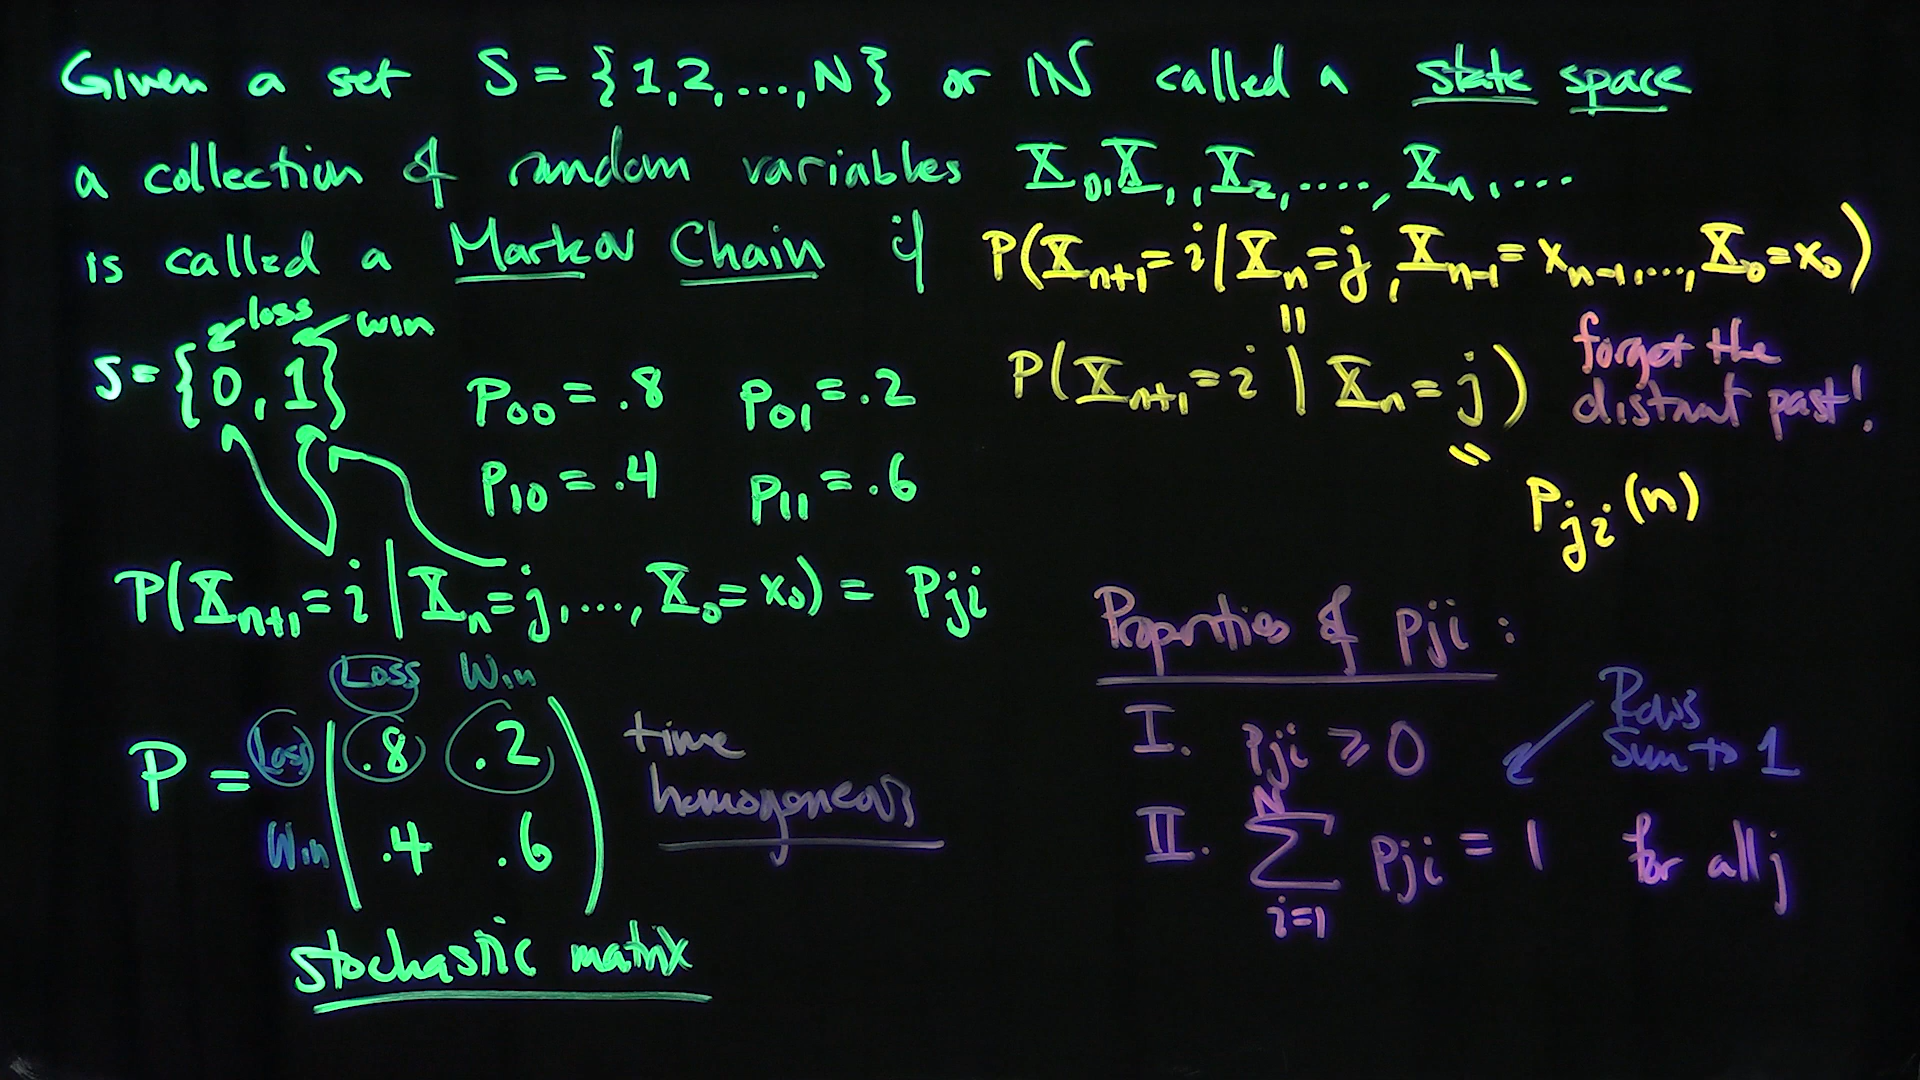 Given a set S = {1,2,...,N} or ℕ called a state space
a collection of random variables X₀,X₁,X₂,....,Xₙ,...
is called a Markov Chain if P(Xₙ₊₁=i|Xₙ=j,Xₙ₋₁=xₙ₋₁,...,X₀=x₀)
=
P(Xₙ₊₁=i|Xₙ=j)
forget the
distant past!
=
Pji(n)
loss win
S={0,1}
P₀₀=.8 P₀₁=.2
P₁₀=.4 P₁₁=.6
P(Xₙ₊₁=i|Xₙ=j,...,X₀=x₀)= Pji
Loss Win
P = Loss ( .8 .2 )
Win ( .4 .6 )
time
homogeneous
stochastic matrix
Properties of Pji:
I. Pji ≥ 0
Rows
Sum to 1
II. ∑ᵢ₌₁ᴺ Pji = 1 for all j